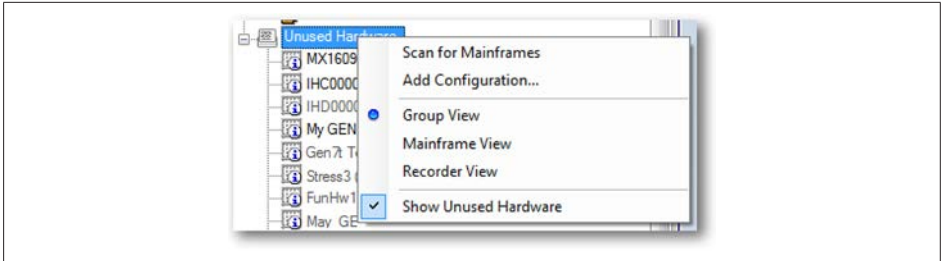 Unused Hardware
MX1609
Scan for Mainframes
IHC0000
Add Configuration...
IHD0000
Group View
My GEN
Mainframe View
Gen7t
Recorder View
Stress3
FunHw1
Show Unused Hardware
May GE